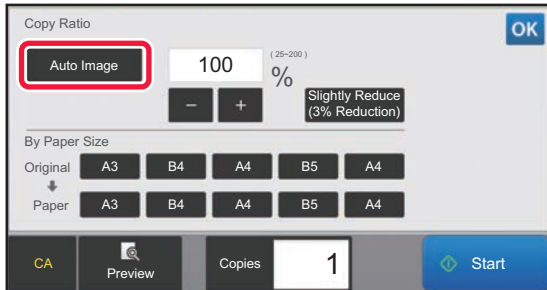 Copy Ratio
OK
Auto Image
100
(25~200)
%
－
＋
Slightly Reduce
(3% Reduction)
By Paper Size
Original A3 B4 A4 B5 A4
Paper A3 B4 A4 B5 A4
CA
Preview
Copies
1
Start